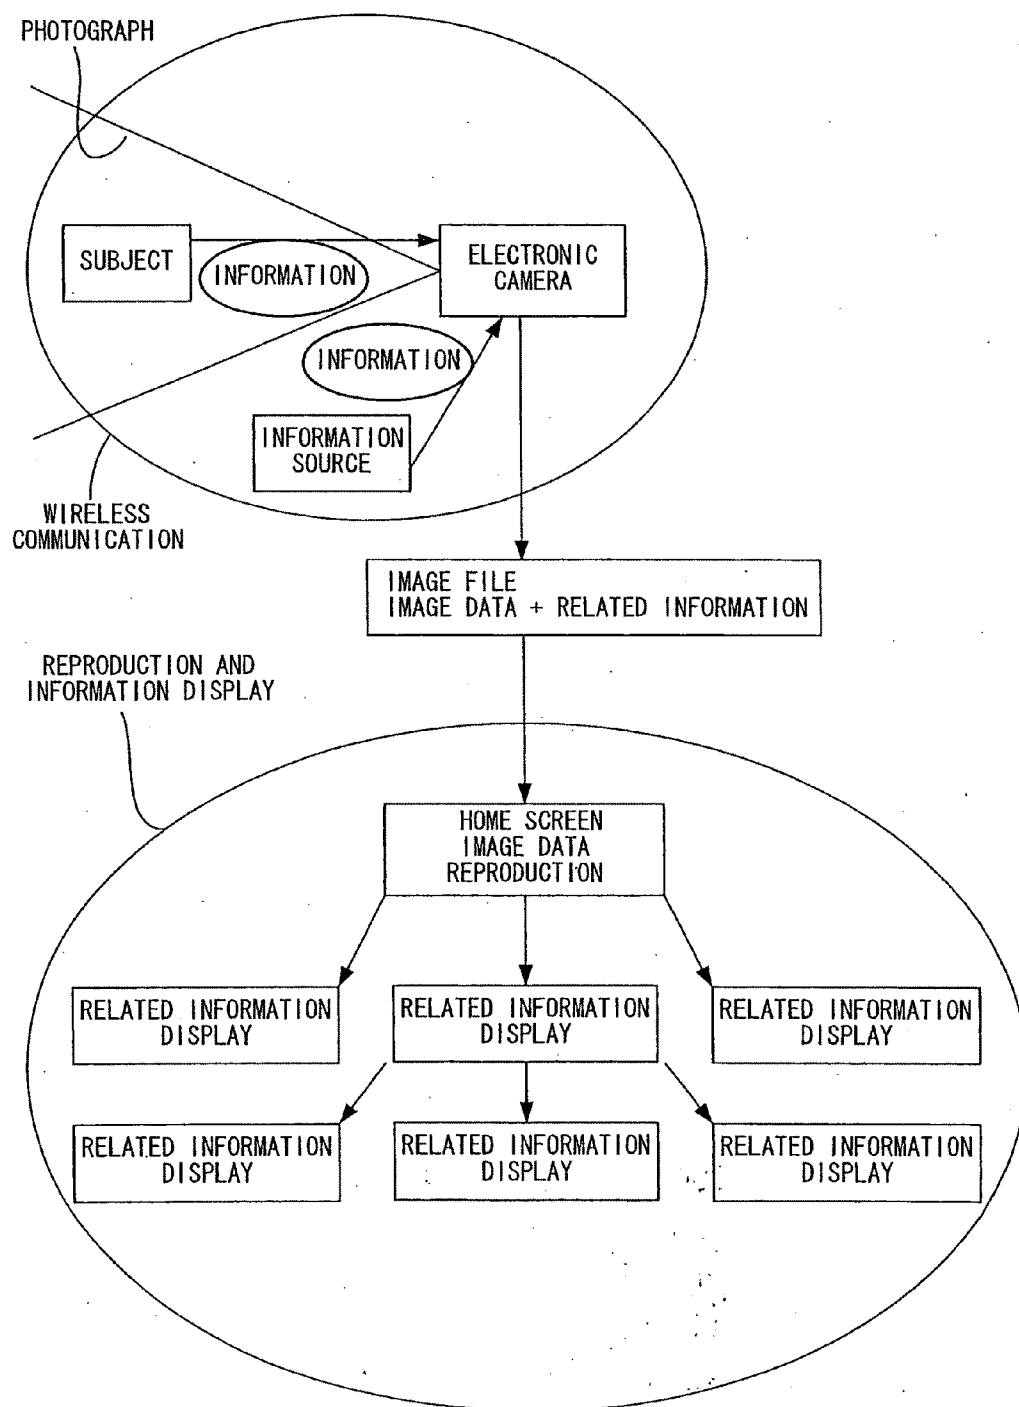 PHOTOGRAPH
SUBJECT
INFORMATION
ELECTRONIC
CAMERA
INFORMATION
INFORMATION
SOURCE
WIRELESS
COMMUNICATION
IMAGE FILE
IMAGE DATA + RELATED INFORMATION
REPRODUCTION AND
INFORMATION DISPLAY
HOME SCREEN
IMAGE DATA
REPRODUCTION
RELATED INFORMATION
DISPLAY
RELATED INFORMATION
DISPLAY
RELATED INFORMATION
DISPLAY
RELATED INFORMATION
DISPLAY
RELATED INFORMATION
DISPLAY
RELATED INFORMATION
DISPLAY